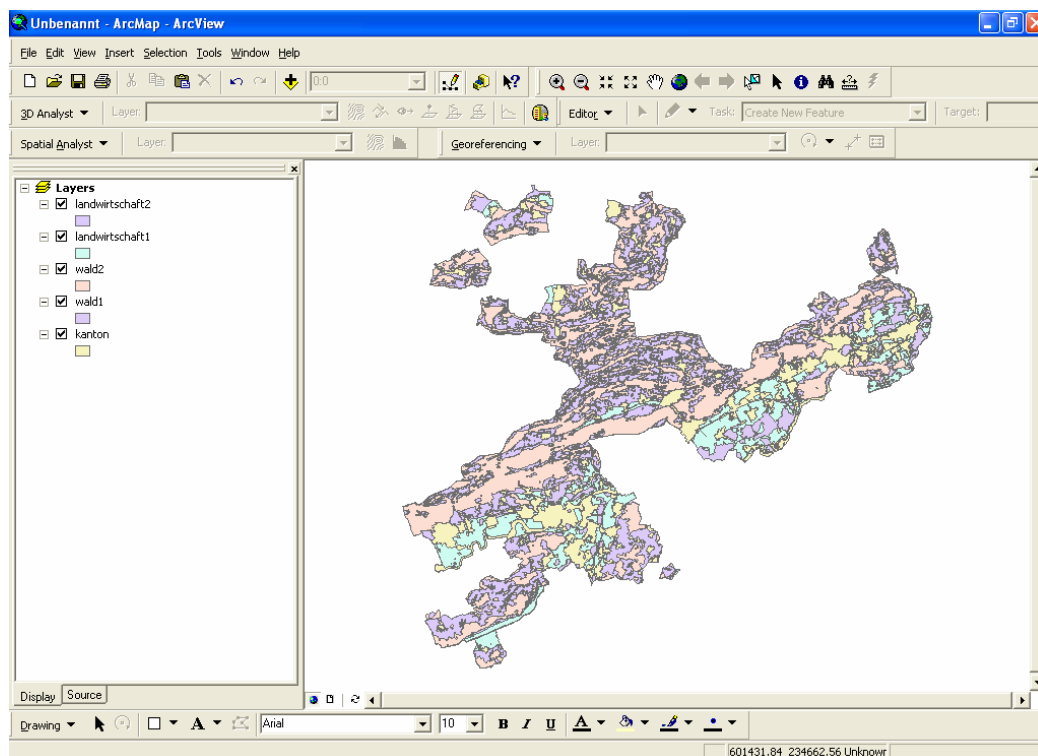 Unbenannt - ArcMap - ArcView
File Edit View Insert Selection Tools Window Help
0:0
3D Analyst Layer: Editor Task: Create New Feature Target:
Spatial Analyst Layer: Georeferencing Layer:
Layers
landwirtschaft2
landwirtschaft1
wald2
wald1
kanton
Display Source
Drawing A Arial 10 B I U A
601431.84 234662.56 Unknowr